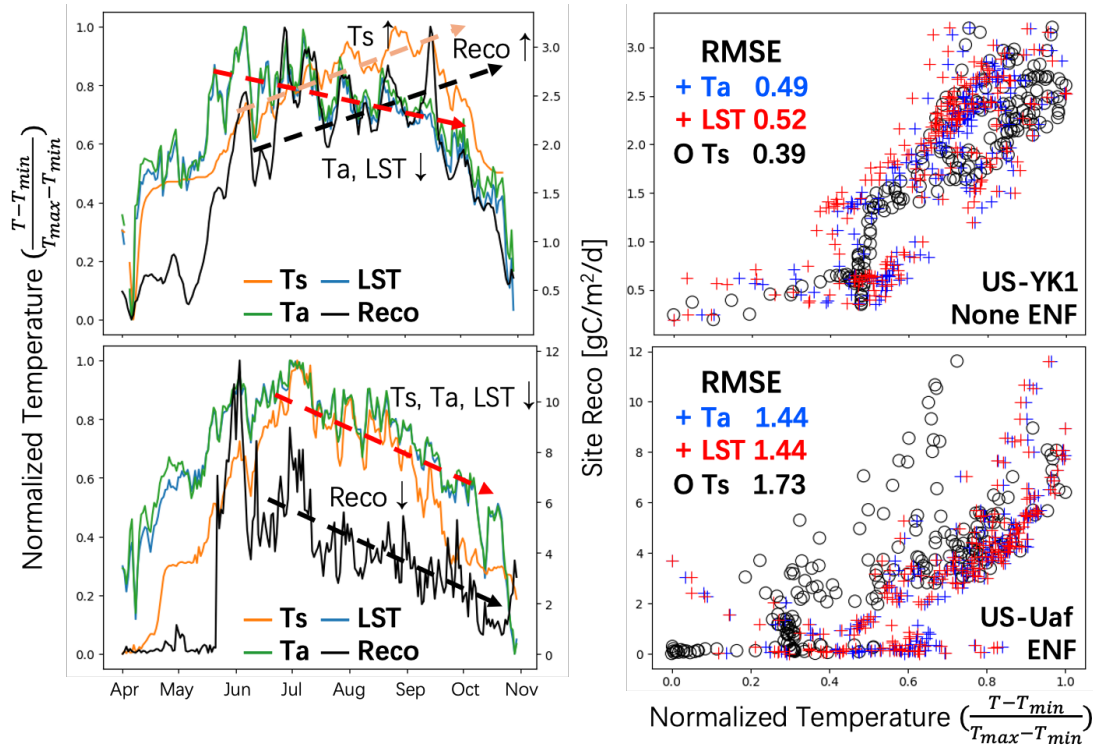 Normalized Temperature (T−Tmin / Tmax−Tmin)
1.0
0.8
0.6
0.4
0.2
0.0
3.0
2.5
2.0
1.5
1.0
0.5
Ts ↑
Reco ↑
Ta, LST ↓
Ts
LST
Ta
Reco
1.0
0.8
0.6
0.4
0.2
0.0
12
10
8
6
4
2
0
Ts, Ta, LST ↓
Reco ↓
Ts
LST
Ta
Reco
Apr
May
Jun
Jul
Aug
Sep
Oct
Nov
Site Reco [gC/m²/d]
3.0
2.5
2.0
1.5
1.0
0.5
RMSE
+ Ta 0.49
+ LST 0.52
O Ts 0.39
US-YK1
None ENF
12
10
8
6
4
2
0
RMSE
+ Ta 1.44
+ LST 1.44
O Ts 1.73
US-Uaf
ENF
0.0
0.2
0.4
0.6
0.8
1.0
Normalized Temperature (T−Tmin / Tmax−Tmin)